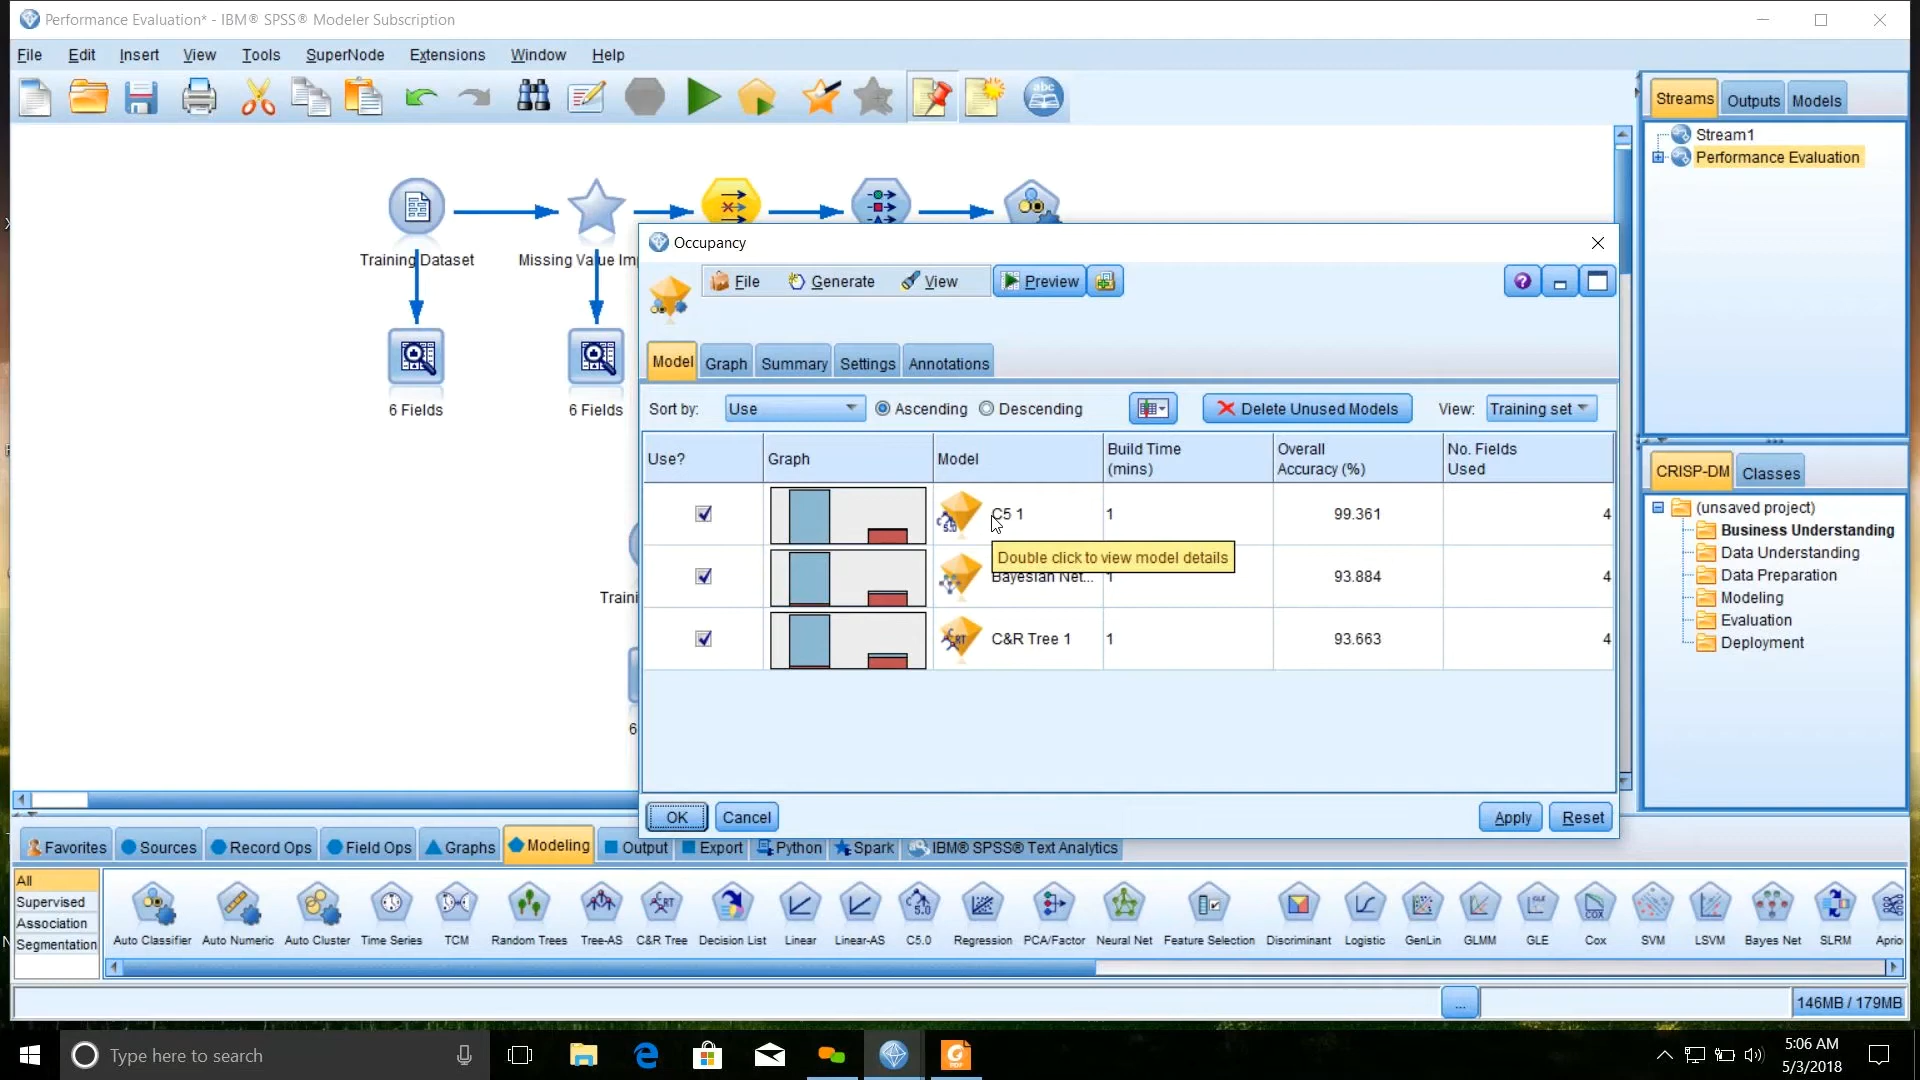 Performance Evaluation* - IBM® SPSS® Modeler Subscription
File Edit Insert View Tools SuperNode Extensions Window Help
abc
Streams Outputs Models
Stream1
Performance Evaluation
Training Dataset
Missing Value Im
6 Fields
6 Fields
Traini
6
Occupancy
File Generate View Preview
Model Graph Summary Settings Annotations
Sort by: Use Ascending Descending Delete Unused Models View: Training set
Use? Graph Model Build Time (mins) Overall Accuracy (%) No. Fields Used
C5 1 1 99.361 4
Double click to view model details
Bayesian Net... 1 93.884 4
C&R Tree 1 1 93.663 4
OK Cancel Apply Reset
CRISP-DM Classes
(unsaved project)
Business Understanding
Data Understanding
Data Preparation
Modeling
Evaluation
Deployment
Favorites Sources Record Ops Field Ops Graphs Modeling Output Export Python Spark IBM® SPSS® Text Analytics
All
Supervised
Association
Segmentation
Auto Classifier Auto Numeric Auto Cluster Time Series TCM Random Trees Tree-AS C&R Tree Decision List Linear Linear-AS C5.0 Regression PCA/Factor Neural Net Feature Selection Discriminant Logistic GenLin GLMM GLE Cox SVM LSVM Bayes Net SLRM Aprio
...
146MB / 179MB
Type here to search
5:06 AM
5/3/2018